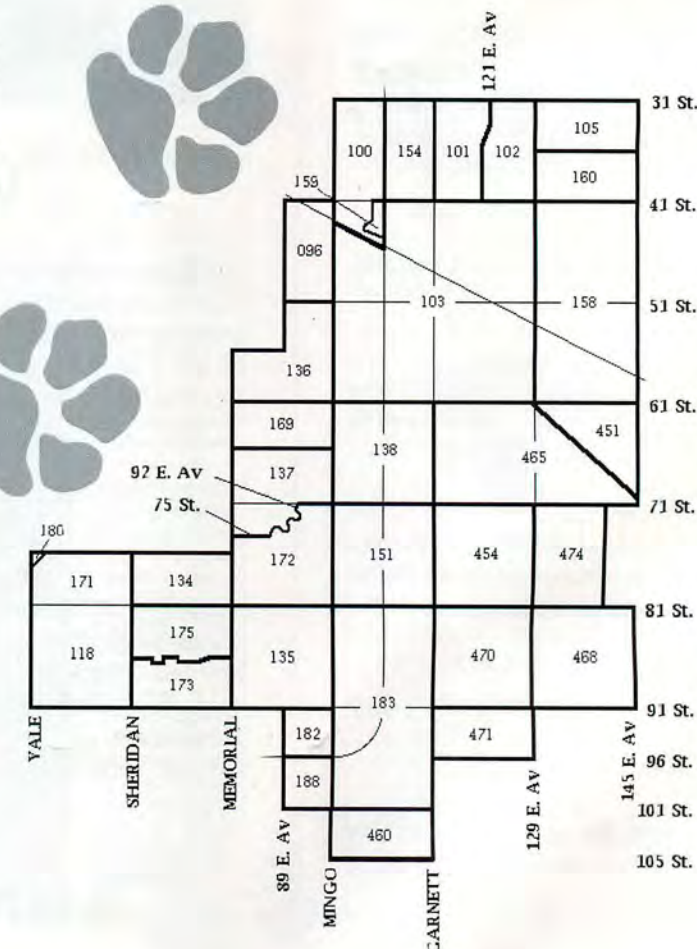 121 E. Av
31 St.
100
154
101
102
105
159
160
41 St.
096
103
158
51 St.
136
61 St.
169
451
138
465
92 E. Av
137
71 St.
75 St.
180
172
151
454
474
171
134
81 St.
175
118
135
470
468
173
183
91 St.
YALE
SHERIDAN
MEMORIAL
182
471
145 E. Av
96 St.
188
129 E. Av
101 St.
89 E. Av
460
105 St.
MINGO
GARNETT